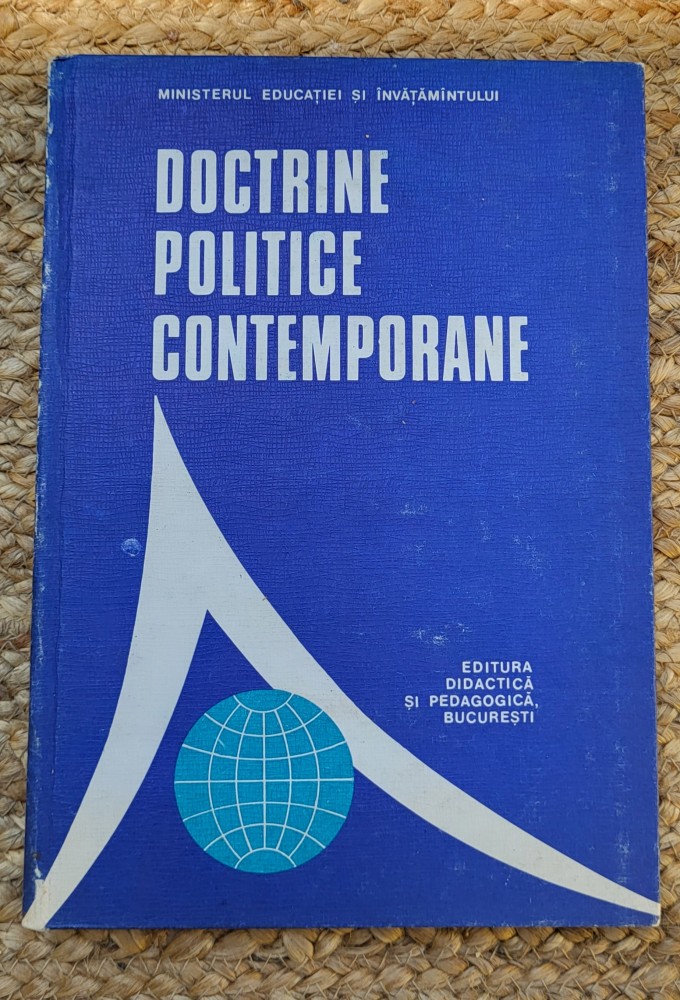 MINISTERUL EDUCAȚIEI ȘI ÎNVĂȚĂMÎNTULUI
DOCTRINE
POLITICE
CONTEMPORANE
EDITURA
DIDACTICĂ
ȘI PEDAGOGICĂ,
BUCUREȘTI